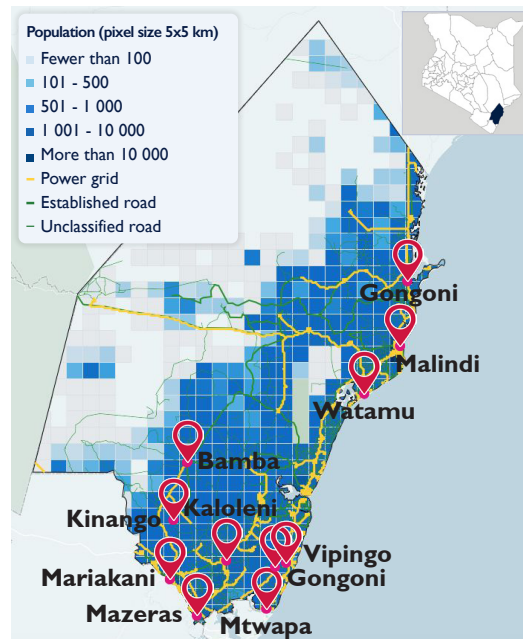 Population (pixel size 5x5 km)
Fewer than 100
101 - 500
501 - 1 000
1 001 - 10 000
More than 10 000
Power grid
Established road
Unclassified road
Gongoni
Malindi
Watamu
Bamba
Kaloleni
Kinango
Vipingo
Mariakani
Gongoni
Mazeras
Mtwapa